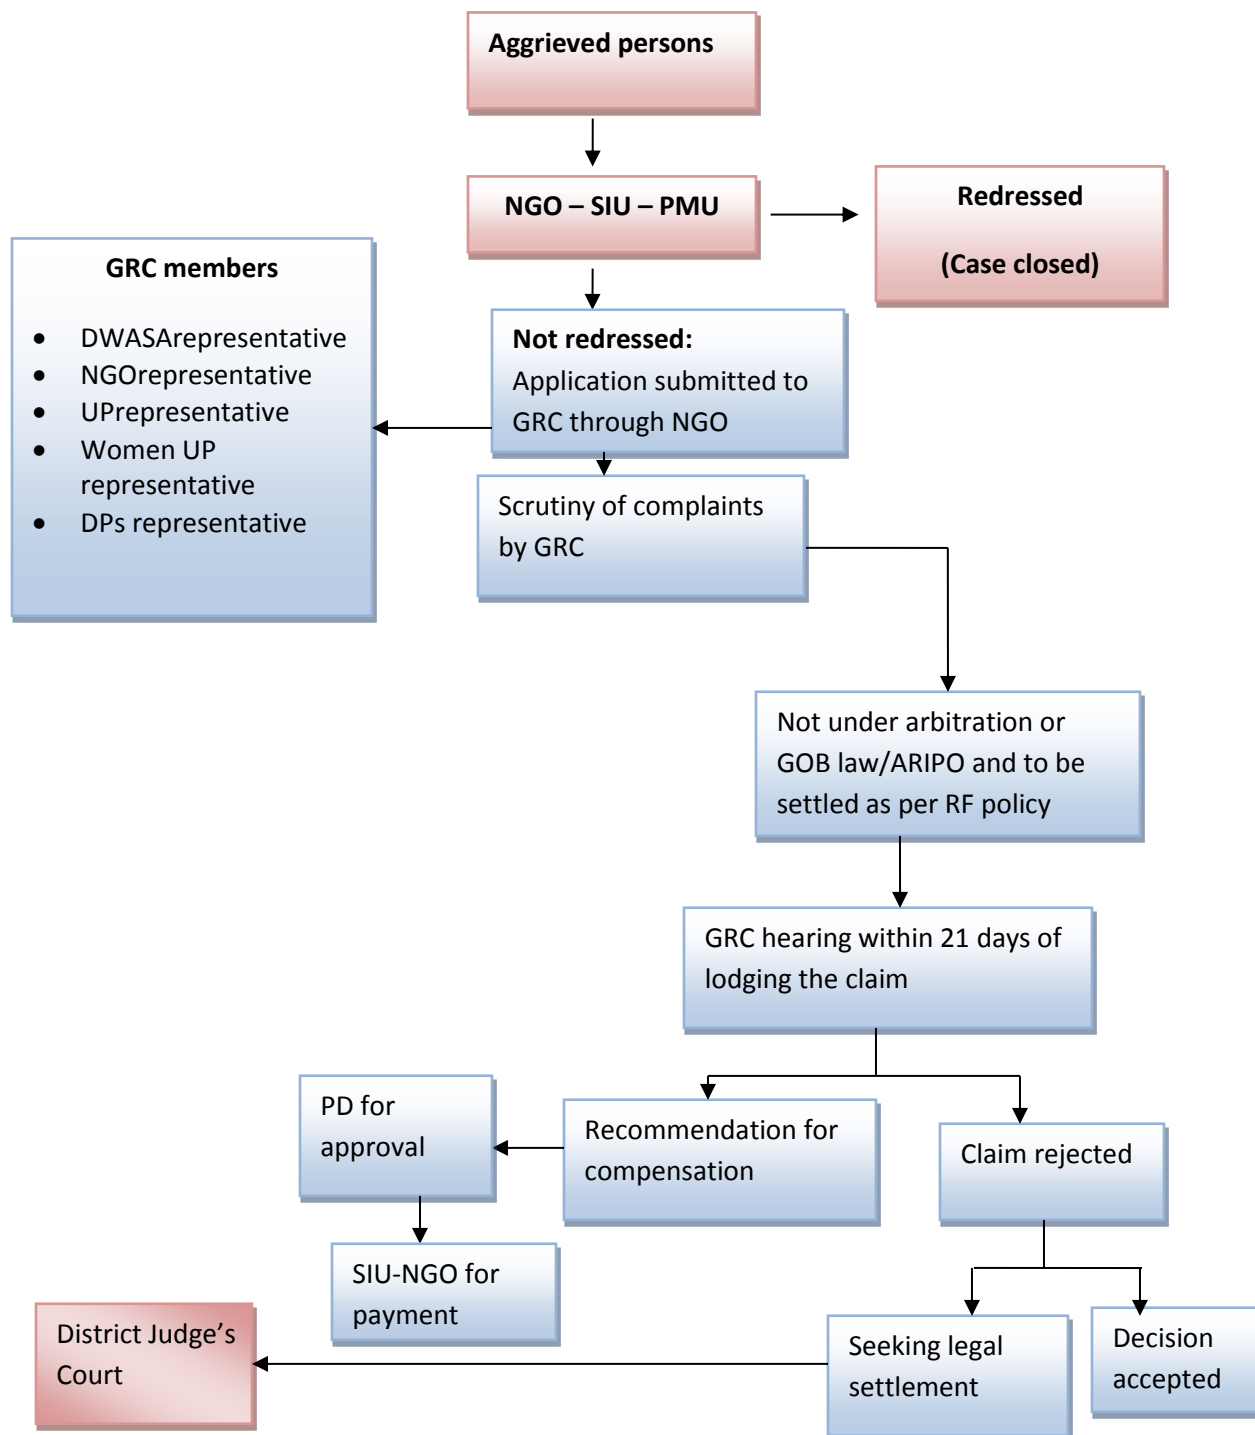 Aggrieved persons
NGO – SIU – PMU
Redressed
(Case closed)
GRC members
• DWASArepresentative
• NGOrepresentative
• UPrepresentative
• Women UP
representative
• DPs representative
Not redressed:
Application submitted to
GRC through NGO
Scrutiny of complaints
by GRC
Not under arbitration or
GOB law/ARIPO and to be
settled as per RF policy
GRC hearing within 21 days of
lodging the claim
PD for
approval
Recommendation for
compensation
Claim rejected
SIU-NGO for
payment
District Judge’s
Court
Seeking legal
settlement
Decision
accepted